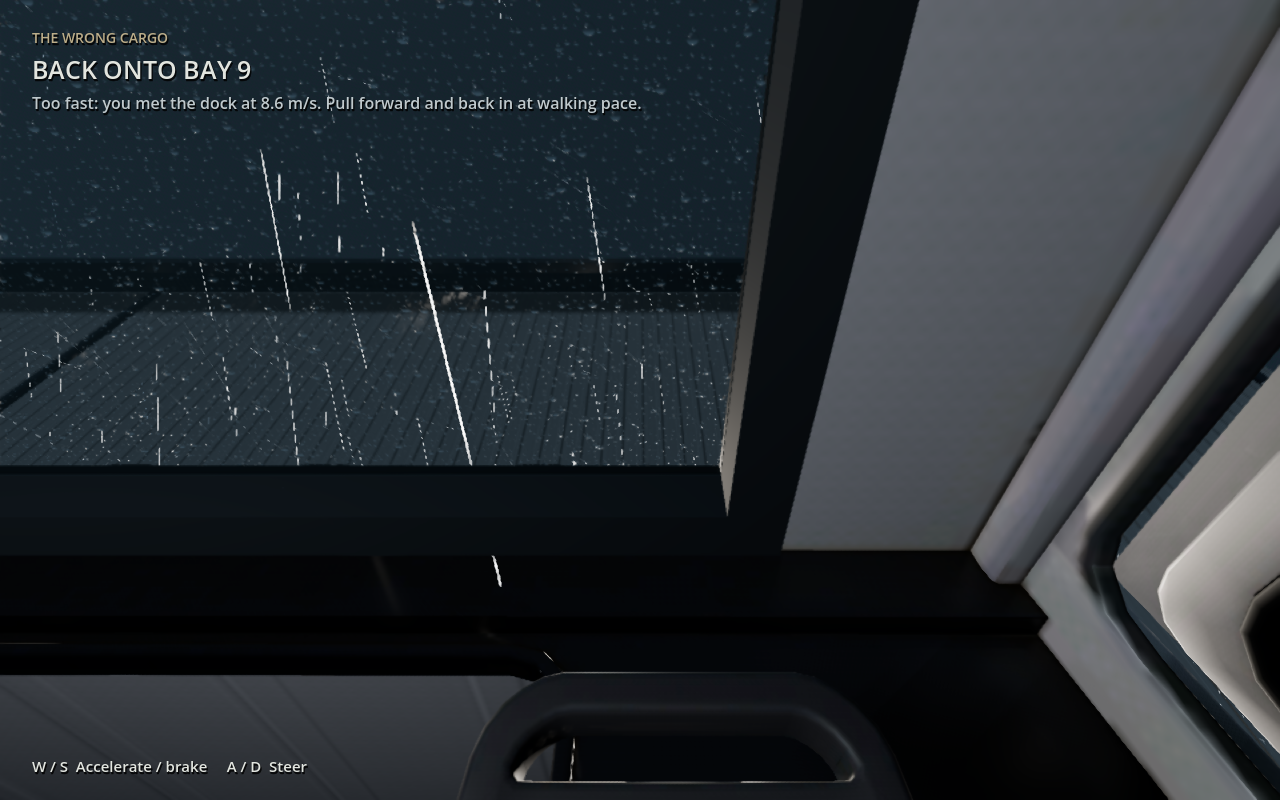 THE WRONG CARGO
BACK ONTO BAY 9
Too fast: you met the dock at 8.6 m/s. Pull forward and back in at walking pace.
W / S Accelerate / brake A / D Steer